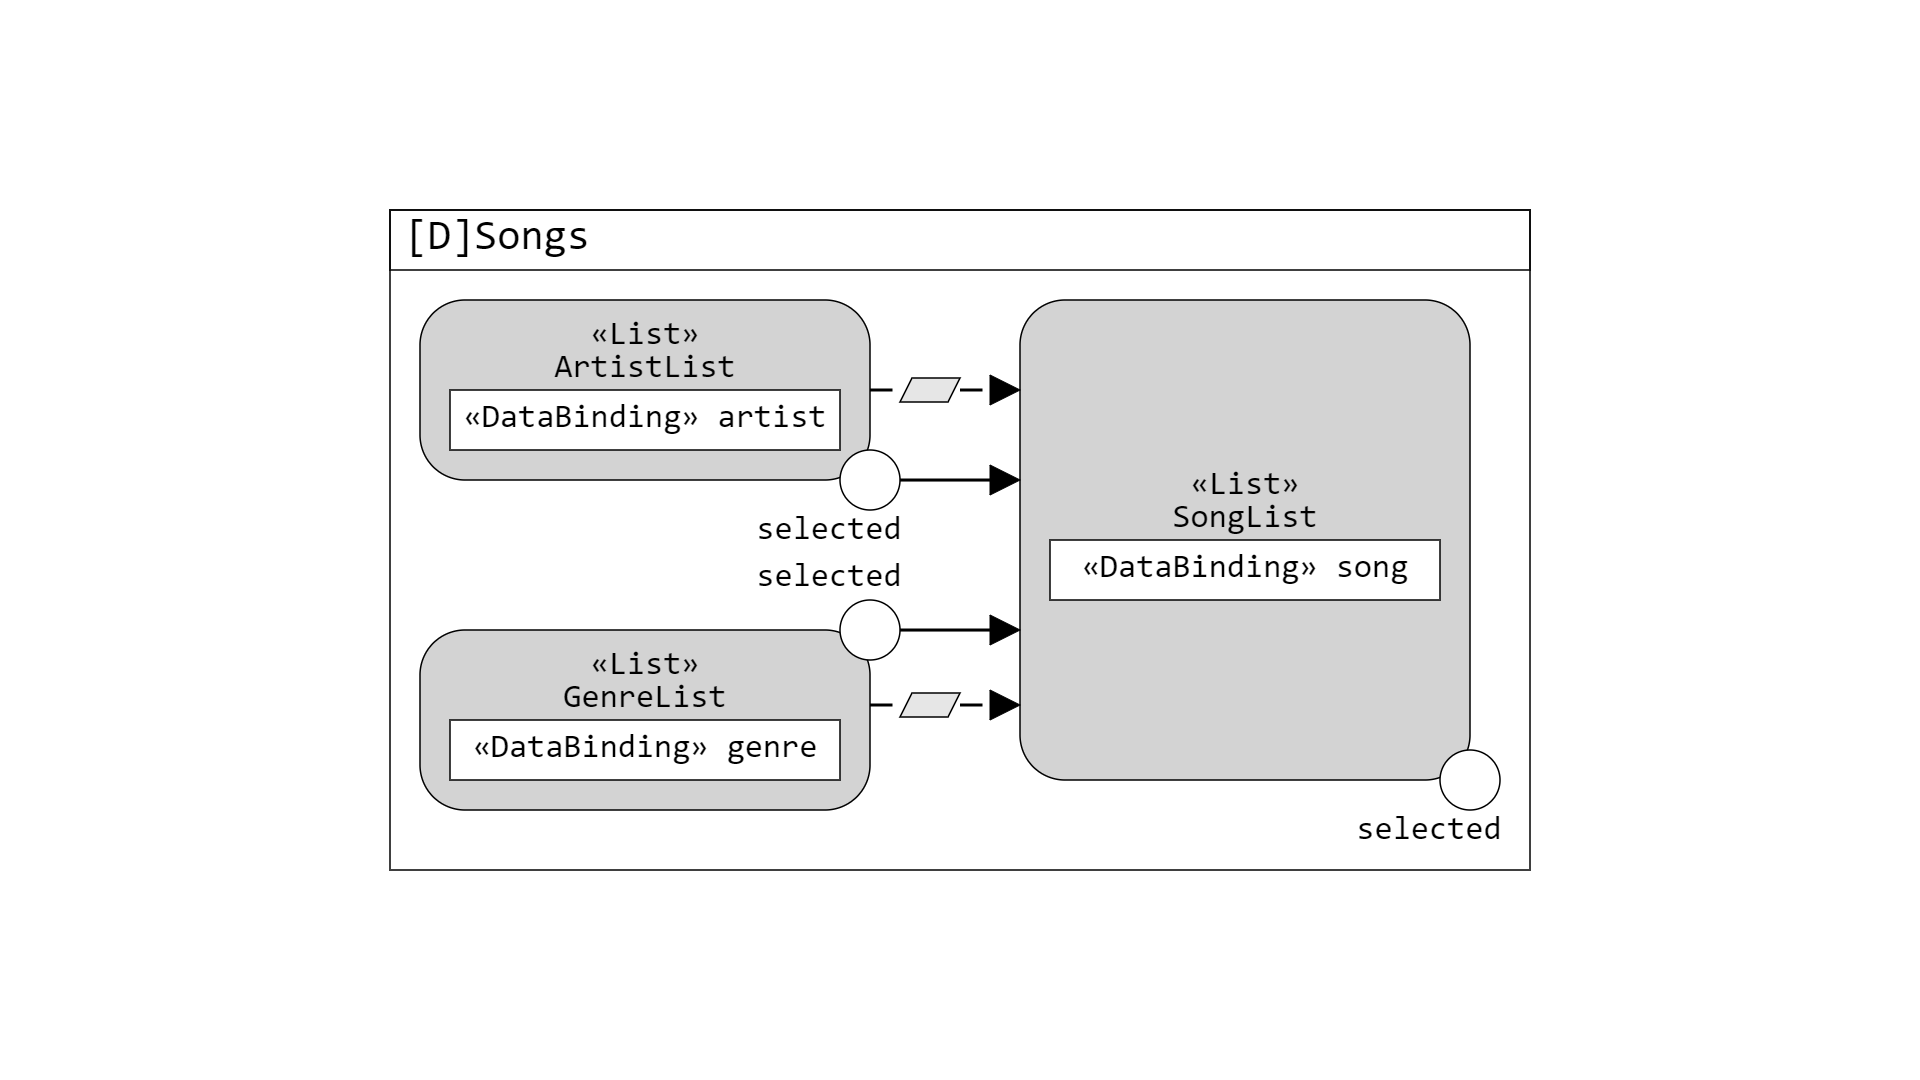 [D]Songs
«List»
ArtistList
«DataBinding» artist
selected
selected
«List»
GenreList
«DataBinding» genre
«List»
SongList
«DataBinding» song
selected